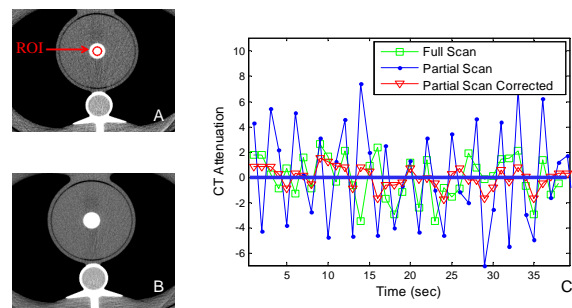 ROI
A
B
Full Scan
Partial Scan
Partial Scan Corrected
CT Attenuation
10
8
6
4
2
0
-2
-4
-6
5
10
15
20
25
30
35
Time (sec)
C